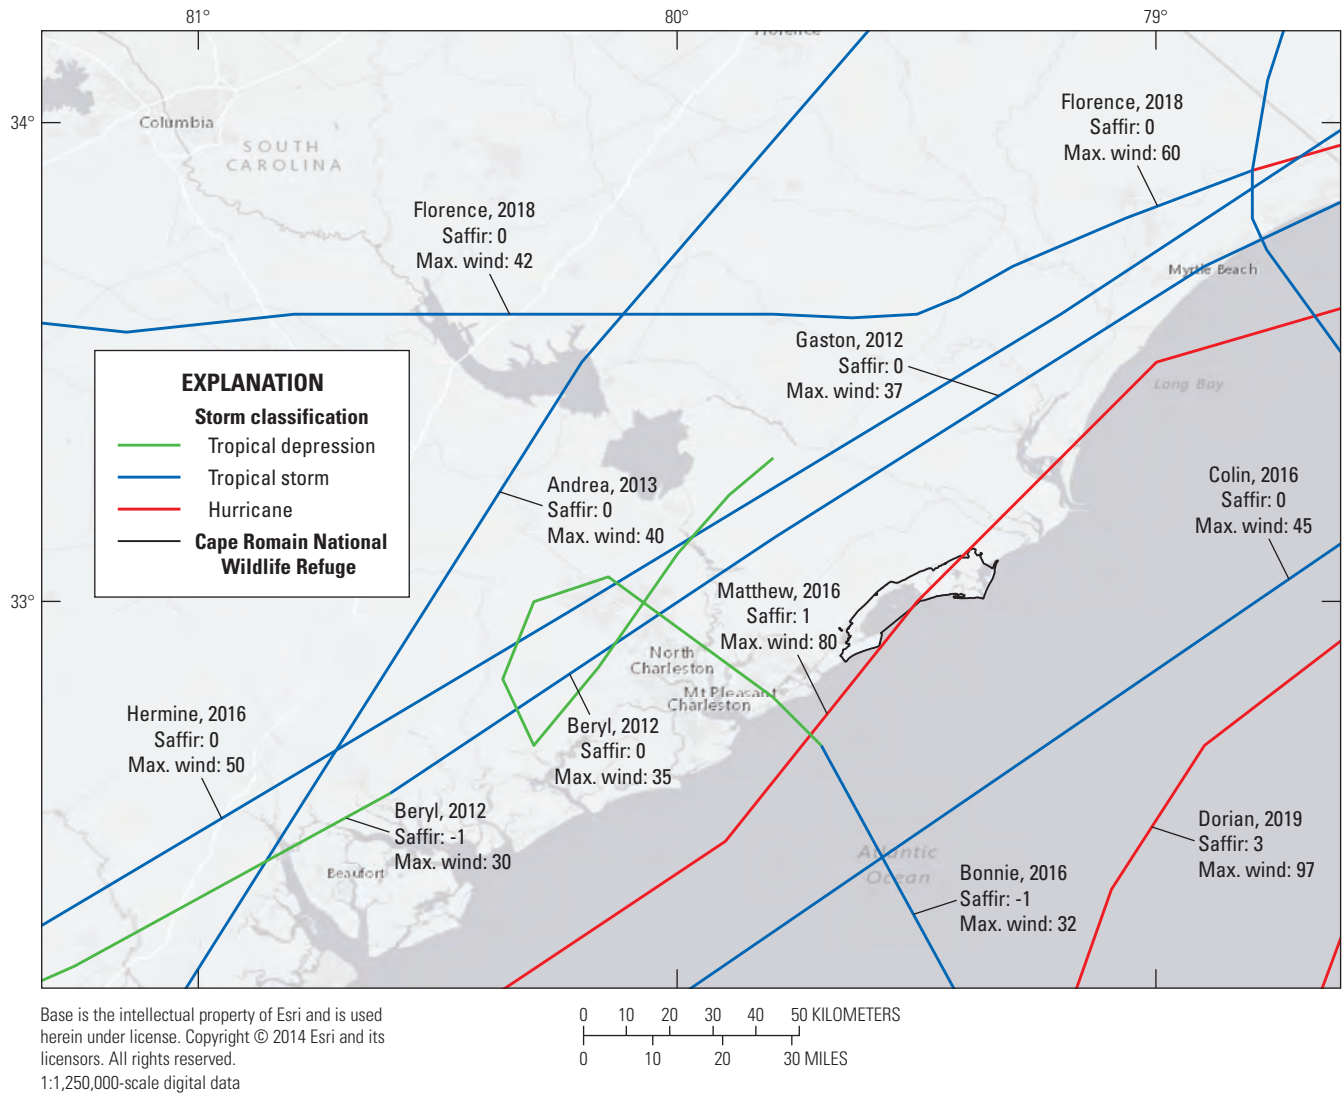 81°
80°
79°
Florence
34°
Columbia
SOUTH
CAROLINA
Florence, 2018
Saffir: 0
Max. wind: 60
Florence, 2018
Saffir: 0
Max. wind: 42
Myrtle Beach
Gaston, 2012
Saffir: 0
Max. wind: 37
Long Bay
EXPLANATION
Storm classification
Tropical depression
Tropical storm
Hurricane
Cape Romain National
Wildlife Refuge
Andrea, 2013
Saffir: 0
Max. wind: 40
Colin, 2016
Saffir: 0
Max. wind: 45
33°
Matthew, 2016
Saffir: 1
Max. wind: 80
North
Charleston
Mt Pleasant
Charleston
Hermine, 2016
Saffir: 0
Max. wind: 50
Beryl, 2012
Saffir: 0
Max. wind: 35
Beryl, 2012
Saffir: -1
Max. wind: 30
Beaufort
Atlantic
Ocean
Dorian, 2019
Saffir: 3
Max. wind: 97
Bonnie, 2016
Saffir: -1
Max. wind: 32
Base is the intellectual property of Esri and is used
herein under license. Copyright © 2014 Esri and its
licensors. All rights reserved.
1:1,250,000-scale digital data
0 10 20 30 40 50 KILOMETERS
0 10 20 30 MILES